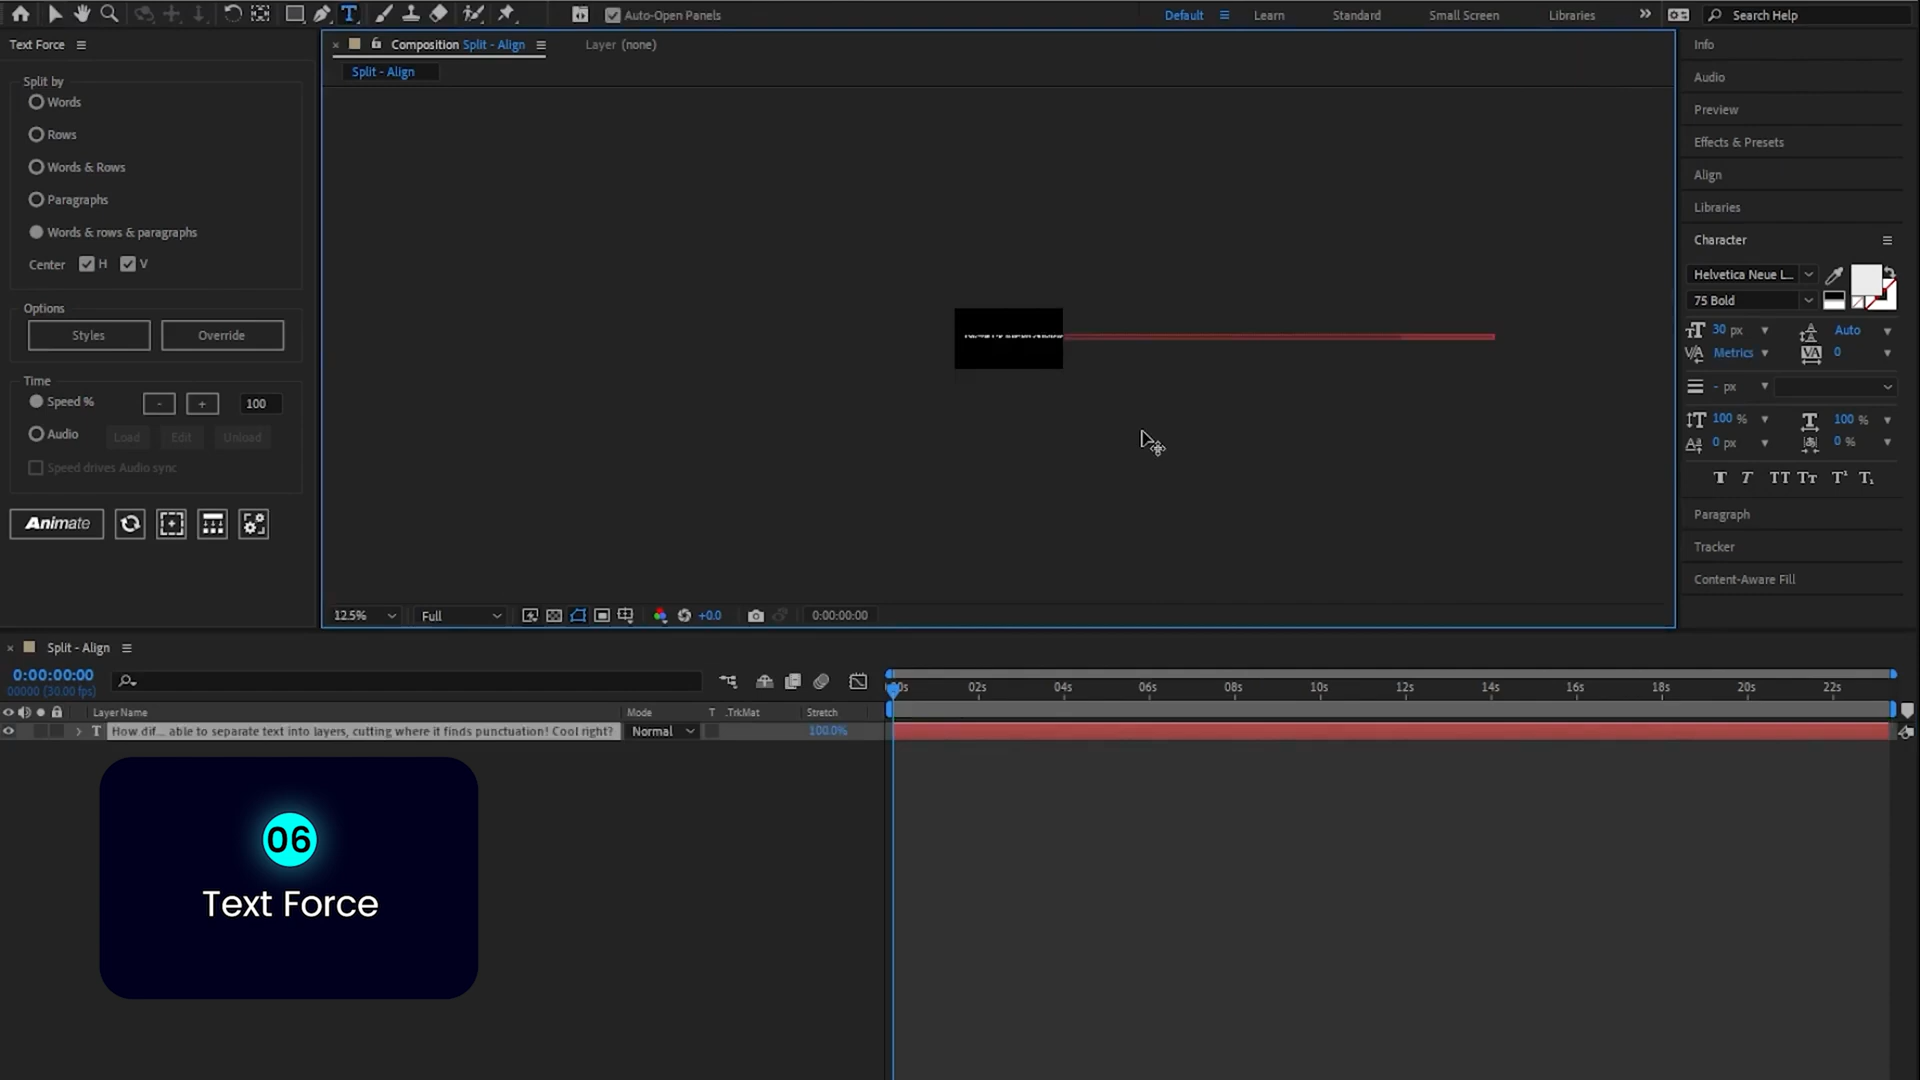 Auto-Open Panels
Default
Learn
Standard
Small Screen
Libraries
Search Help
Text Force
Split by
Words
Rows
Words & Rows
Paragraphs
Words & rows & paragraphs
Center H V
Options
Styles
Override
Time
Speed %
-
+
100
Audio
Load
Edit
Unload
Speed drives Audio sync
Animate
Composition Split - Align
Layer (none)
Split - Align
12.5%
Full
+0.0
0:00:00:00
Info
Audio
Preview
Effects & Presets
Align
Libraries
Character
Helvetica Neue L...
75 Bold
30 px
Auto
Metrics
0
- px
100 %
100 %
0 px
0 %
T T TT Tт T¹ T₁
Paragraph
Tracker
Content-Aware Fill
Split - Align
0:00:00:00
00000 (30.00 fps)
Layer Name
Mode
T .TrkMat
Stretch
02s 04s 06s 08s 10s 12s 14s 16s 18s 20s 22s
T How dif... able to separate text into layers, cutting where it finds punctuation! Cool right?
Normal
100.0%
06
Text Force